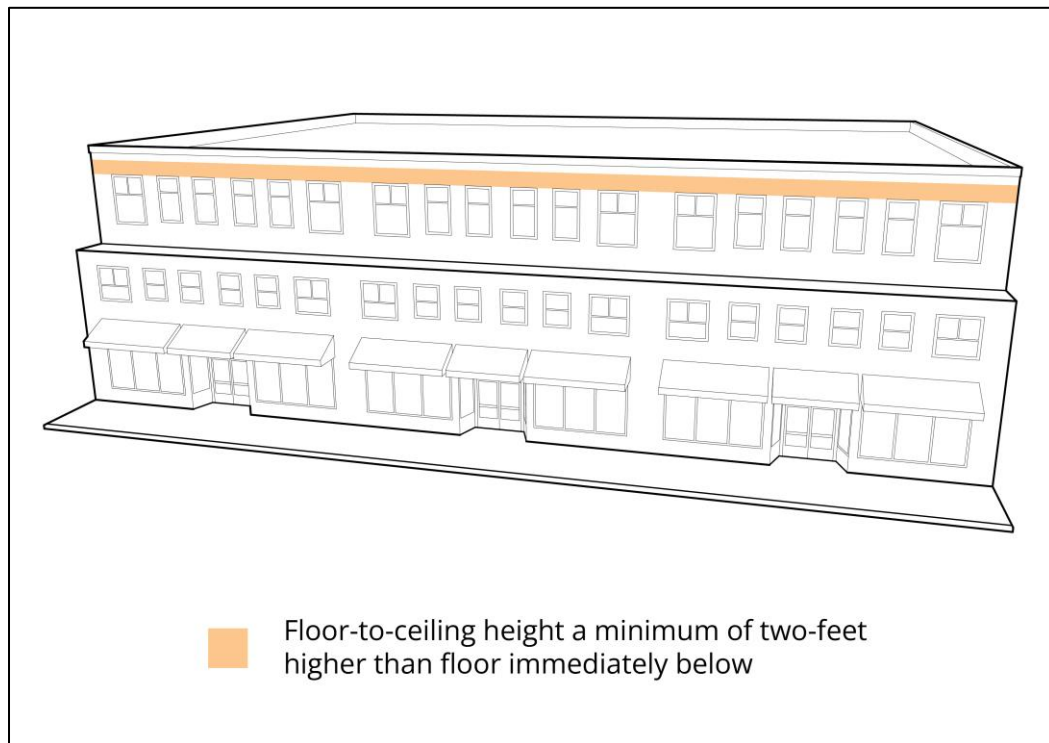 Floor-to-ceiling height a minimum of two-feet
higher than floor immediately below